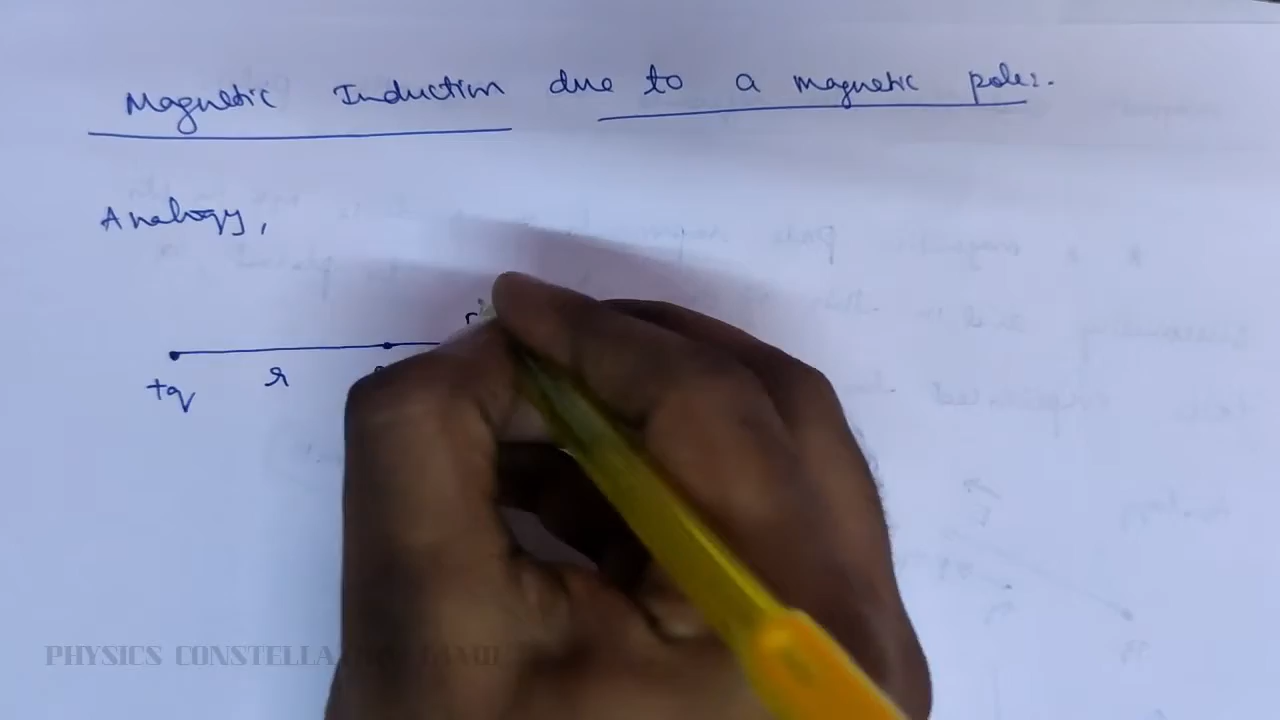 Magnetic Induction due to a magnetic pole:-
Analogy,
r̂
+q r
PHYSICS CONSTELLA